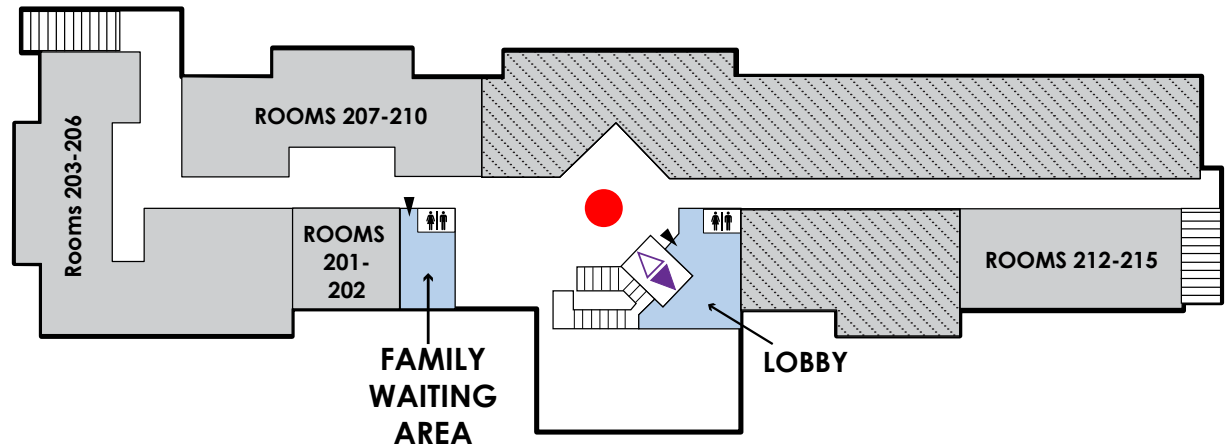 ROOMS 207-210
Rooms 203-206
ROOMS
201-
202
ROOMS 212-215
FAMILY
WAITING
AREA
LOBBY